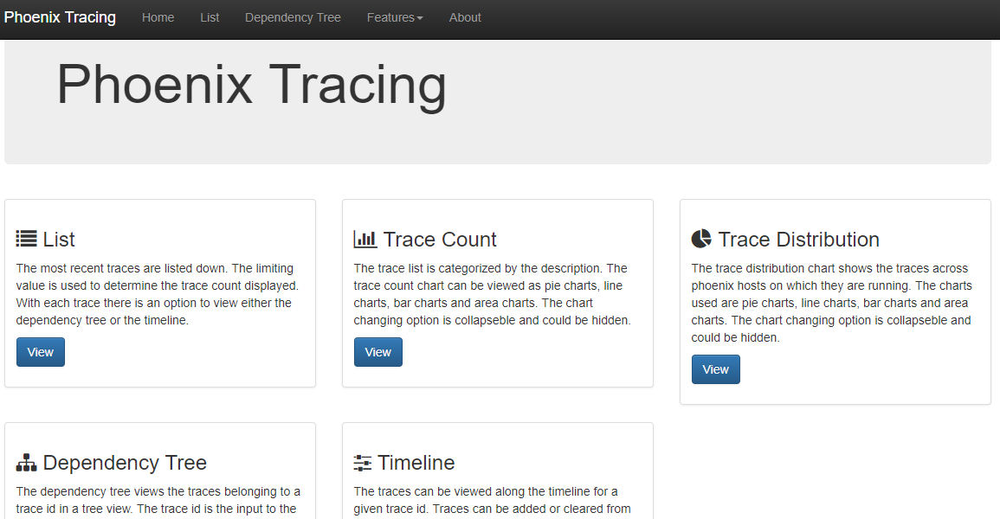 Phoenix Tracing Home List Dependency Tree Features About
Phoenix Tracing
List
The most recent traces are listed down. The limiting
value is used to determine the trace count displayed.
With each trace there is an option to view either the
dependency tree or the timeline.
View
Trace Count
The trace list is categorized by the description. The
trace count chart can be viewed as pie charts, line
charts, bar charts and area charts. The chart
changing option is collapseble and could be hidden.
View
Trace Distribution
The trace distribution chart shows the traces across
phoenix hosts on which they are running. The charts
used are pie charts, line charts, bar charts and area
charts. The chart changing option is collapseble and
could be hidden.
View
Dependency Tree
The dependency tree views the traces belonging to a
trace id in a tree view. The trace id is the input to the
Timeline
The traces can be viewed along the timeline for a
given trace id. Traces can be added or cleared from